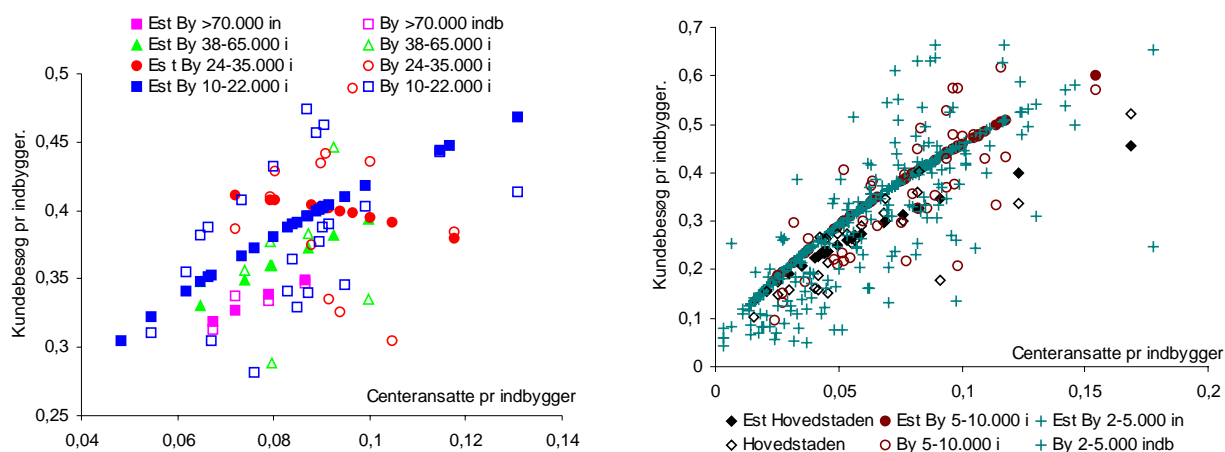 Est By >70.000 in
By >70.000 indb
Est By 38-65.000 i
By 38-65.000 i
Es t By 24-35.000 i
By 24-35.000 i
Est By 10-22.000 i
By 10-22.000 i
Kundebesøg pr indbygger.
0,5
0,45
0,4
0,35
0,3
0,25
Centeransatte pr indbygger
0,04
0,06
0,08
0,1
0,12
0,14
Kundebesøg pr indbygger.
0,7
0,6
0,5
0,4
0,3
0,2
0,1
0
Centeransatte pr indbygger
0
0,05
0,1
0,15
0,2
Est Hovedstaden
Est By 5-10.000 i
Est By 2-5.000 in
Hovedstaden
By 5-10.000 i
By 2-5.000 indb